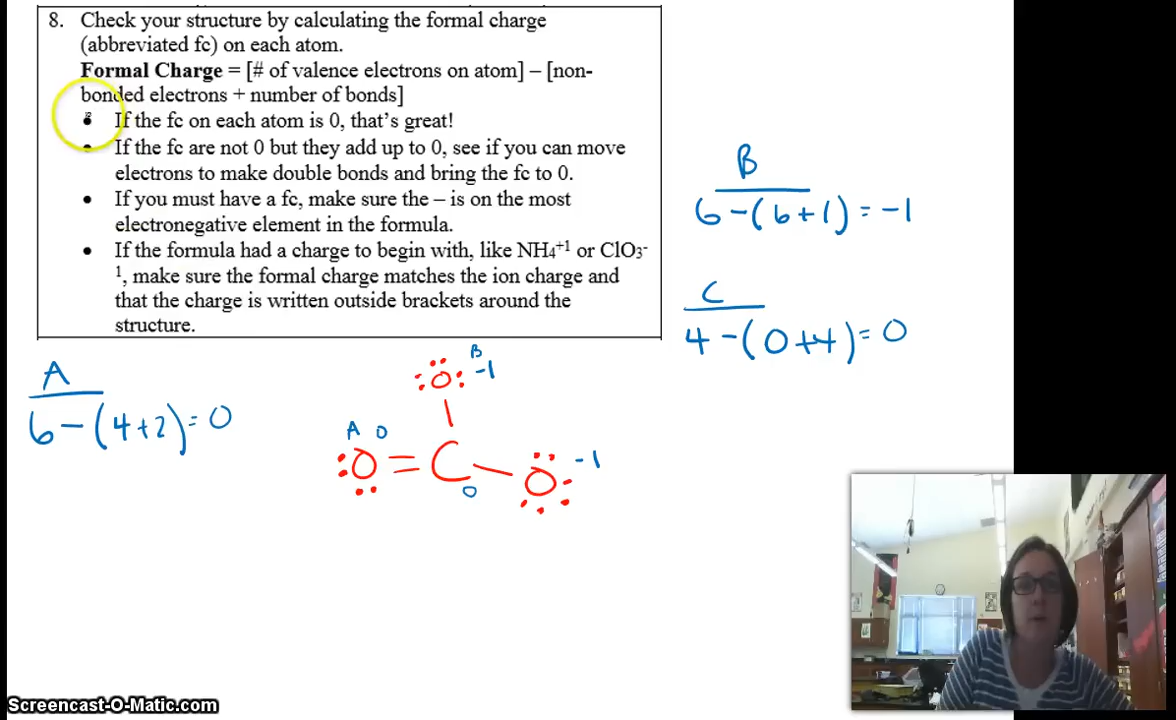 8. Check your structure by calculating the formal charge
(abbreviated fc) on each atom.
Formal Charge = [# of valence electrons on atom] – [non-
bonded electrons + number of bonds]
• If the fc on each atom is 0, that's great!
• If the fc are not 0 but they add up to 0, see if you can move
electrons to make double bonds and bring the fc to 0.
• If you must have a fc, make sure the – is on the most
electronegative element in the formula.
• If the formula had a charge to begin with, like NH₄⁺¹ or ClO₃⁻
¹, make sure the formal charge matches the ion charge and
that the charge is written outside brackets around the
structure.
B
6-(6+1)=-1
C
4-(0+4)=0
A
6-(4+2)=0
B
O -1
A 0
O=C-O -1
0
Screencast-O-Matic.com